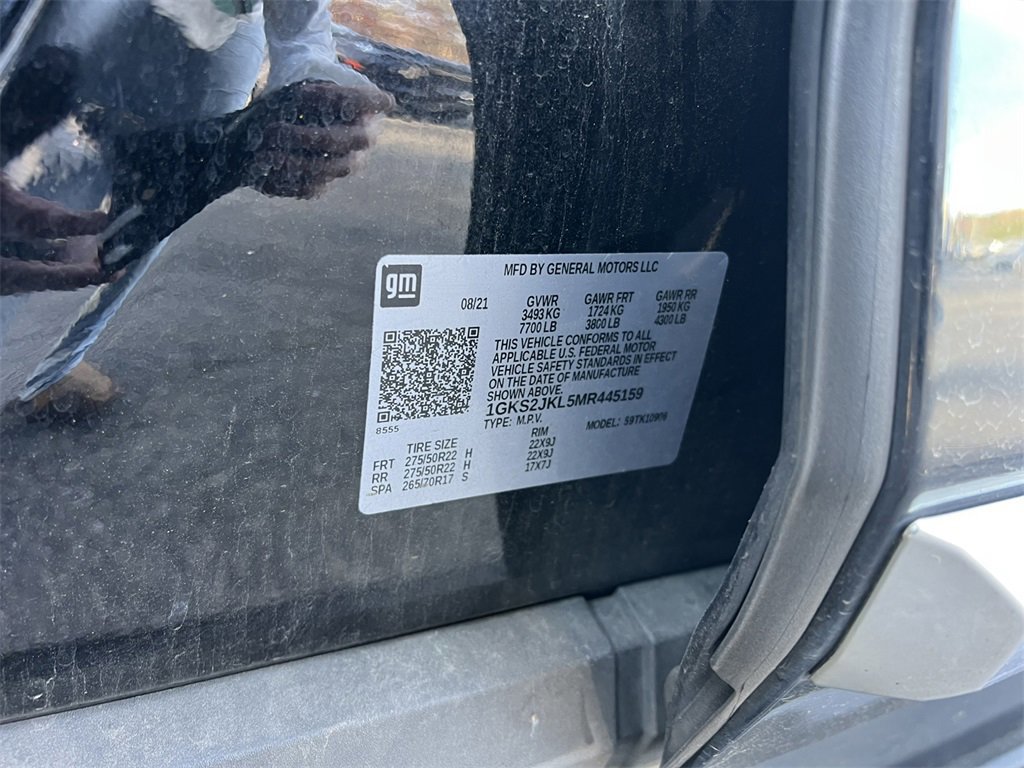 gm
MFD BY GENERAL MOTORS LLC
08/21 GVWR GAWR FRT GAWR RR
3493 KG 1724 KG 1950 KG
7700 LB 3800 LB 4300 LB
THIS VEHICLE CONFORMS TO ALL
APPLICABLE U.S. FEDERAL MOTOR
VEHICLE SAFETY STANDARDS IN EFFECT
ON THE DATE OF MANUFACTURE
SHOWN ABOVE.
1GKS2JKL5MR445159
8555
TYPE: M.P.V. MODEL: 59TK10906
TIRE SIZE RIM
FRT 275/50R22 H 22X9J
RR 275/50R22 H 22X9J
SPA 265/70R17 S 17X7J